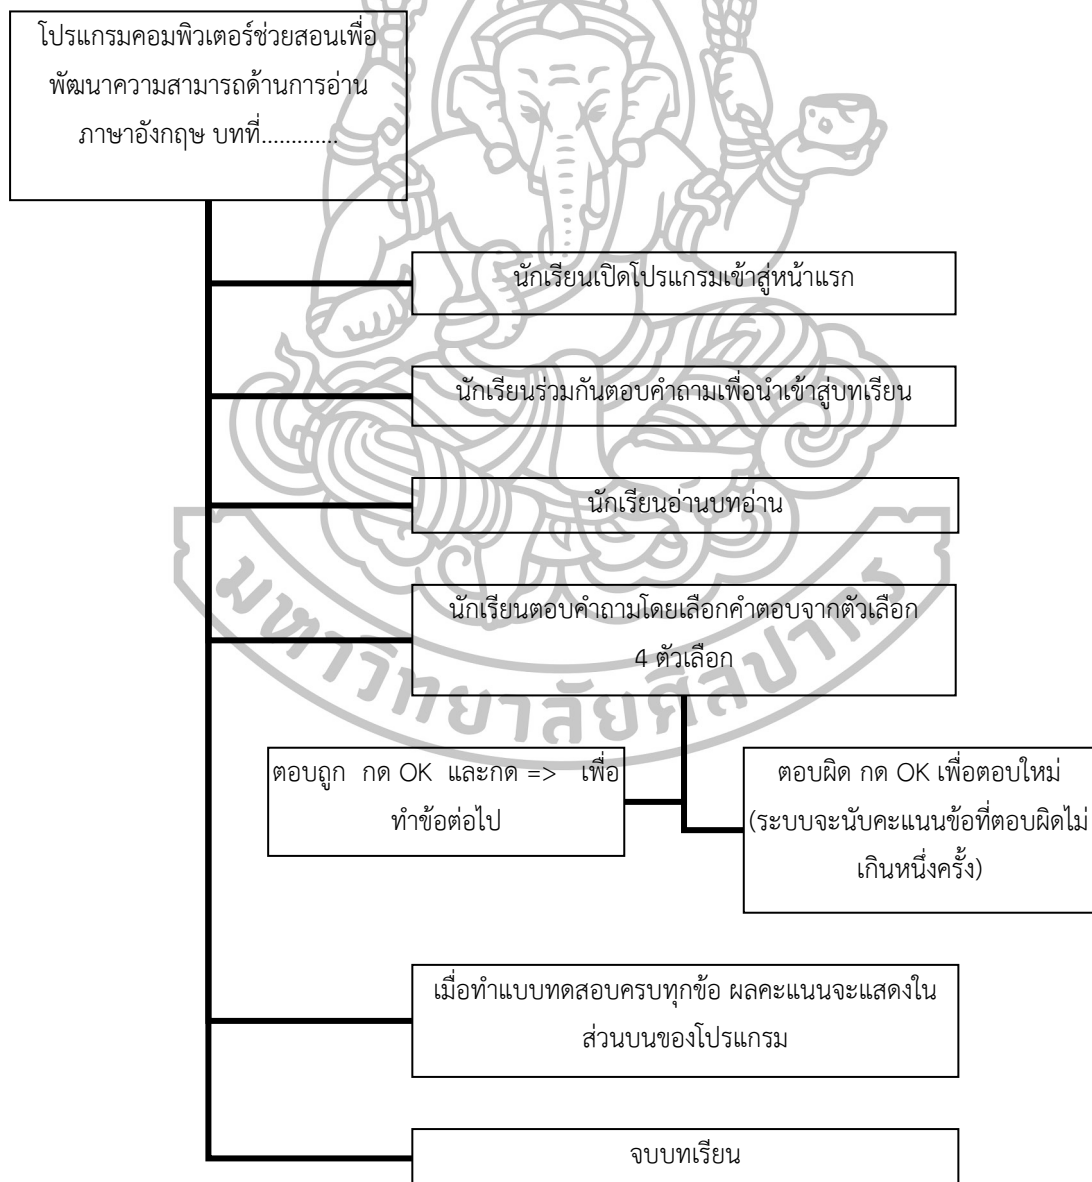 โปรแกรมคอมพิวเตอร์ช่วยสอนเพื่อ
พัฒนาความสามารถด้านการอ่าน
ภาษาอังกฤษ บทที่.............
นักเรียนเปิดโปรแกรมเข้าสู่หน้าแรก
นักเรียนร่วมกันตอบคำถามเพื่อนำเข้าสู่บทเรียน
นักเรียนอ่านบทอ่าน
นักเรียนตอบคำถามโดยเลือกคำตอบจากตัวเลือก
4 ตัวเลือก
ตอบถูก กด OK และกด => เพื่อ
ทำข้อต่อไป
ตอบผิด กด OK เพื่อตอบใหม่
(ระบบจะนับคะแนนข้อที่ตอบผิดไม่
เกินหนึ่งครั้ง)
เมื่อทำแบบทดสอบครบทุกข้อ ผลคะแนนจะแสดงใน
ส่วนบนของโปรแกรม
จบบทเรียน
มหาวิทยาลัยศิลปากร